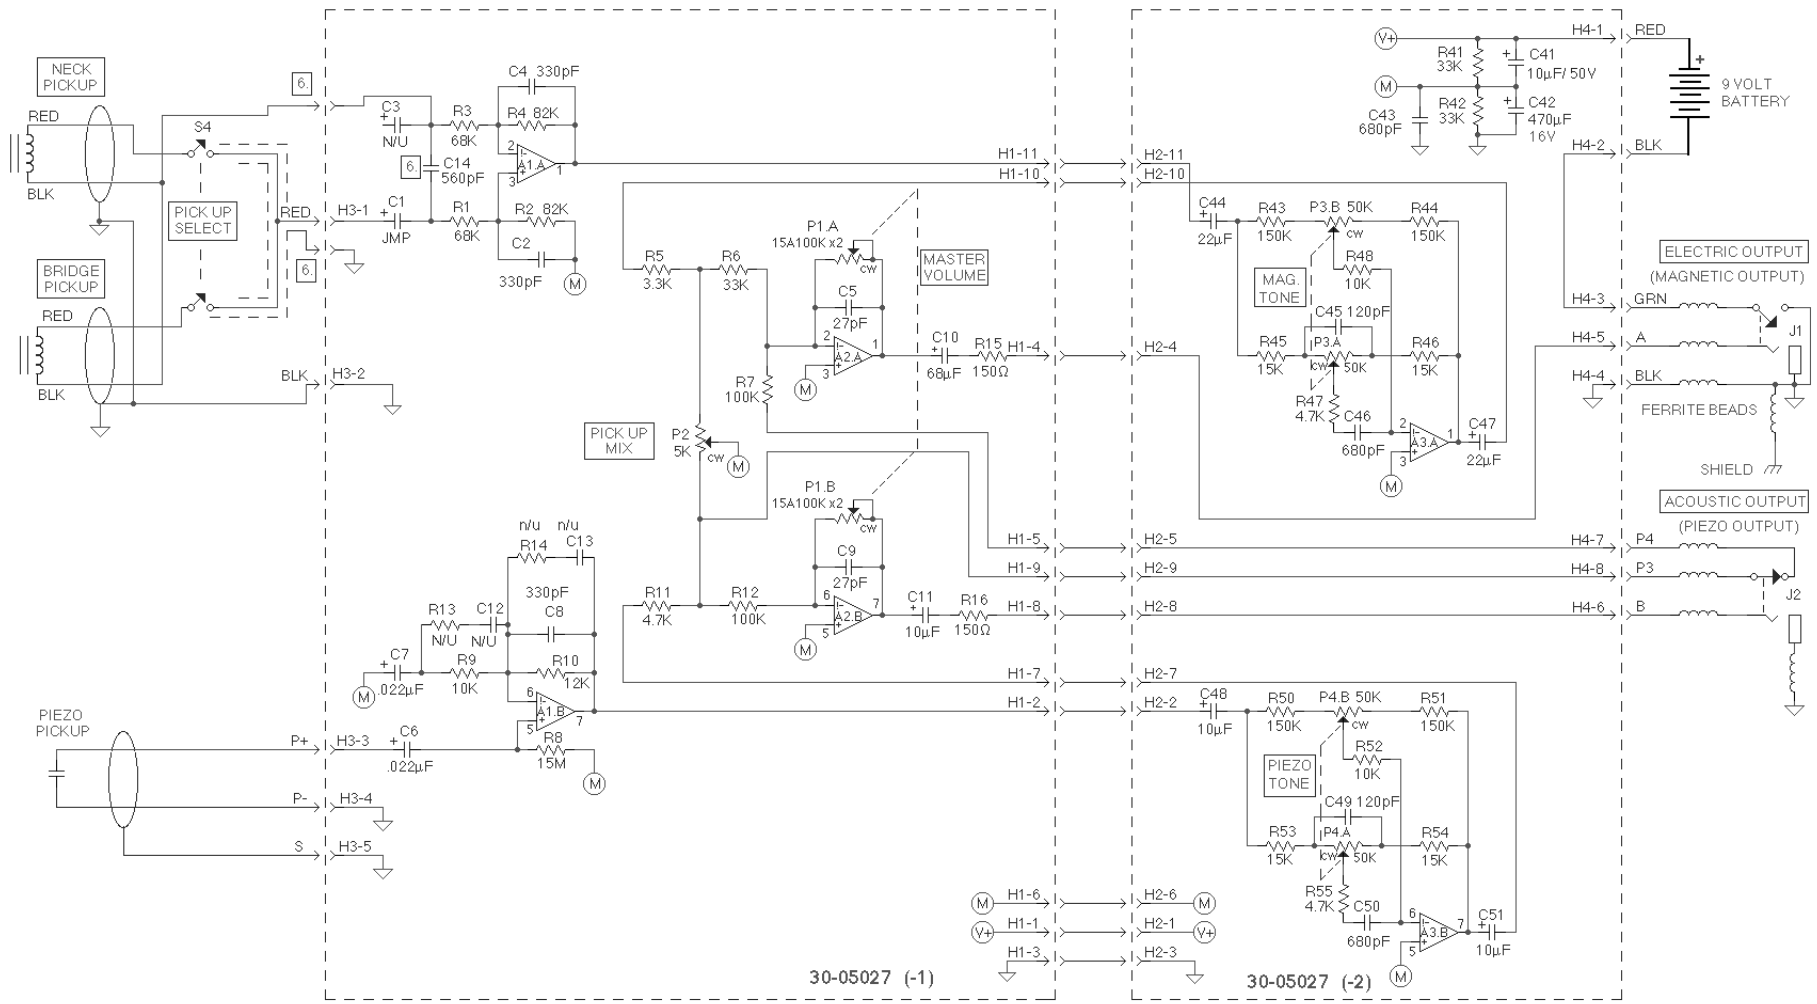 NECK
PICKUP
RED
BLK
S4
PICK UP
SELECT
BRIDGE
PICKUP
RED
BLK
RED
BLK
6.
6.
6.
H3-1
H3-2
C3
+
N/U
C14
560pF
C1
+
JMP
R3
68K
R1
68K
C4 330pF
R4 82K
2
!-
A1.A
1
3
+
R2 82K
C2
330pF
M
H1-11
H1-10
H2-11
H2-10
R5
3.3K
R6
33K
P1.A
15A100K x2
CW
C5
27pF
2
!-
A2.A
1
3
+
M
MASTER
VOLUME
C10
+
68µF
R15
150Ω
H1-4
H2-4
R7
100K
PICK UP
MIX
P2
5K
CW
M
P1.B
15A100K x2
CW
C9
27pF
6
!-
A2.B
7
5
+
M
C11
+
10µF
R16
150Ω
H1-5
H1-9
H1-8
H2-5
H2-9
H2-8
R11
4.7K
R12
100K
n/u n/u
R14
C13
330pF
C8
R13
N/U
C12
N/U
C7
+
.022µF
M
R9
10K
R10
12K
6
!-
A1.B
7
5
+
R8
15M
M
H1-7
H1-2
H2-7
H2-2
PIEZO
PICKUP
P+
H3-3
C6
+
.022µF
P-
H3-4
S
H3-5
M
H1-6
H2-6
M
V+
H1-1
H2-1
V+
H1-3
H2-3
30-05027 (-1)
30-05027 (-2)
V+
M
C43
680pF
R41
33K
R42
33K
+
C41
10µF/ 50V
+
C42
470µF
16V
H4-1
RED
+
9 VOLT
BATTERY
H4-2
BLK
C44
+
22µF
R43
150K
P3.B 50K
CW
R44
150K
R48
10K
MAG.
TONE
C45 120pF
R45
15K
P3.A
CW
50K
R46
15K
R47
4.7K
C46
680pF
2
!-
A3.A
1
3
+
M
C47
+
22µF
ELECTRIC OUTPUT
(MAGNETIC OUTPUT)
H4-3
GRN
H4-5
A
H4-4
BLK
J1
FERRITE BEADS
SHIELD
ACOUSTIC OUTPUT
(PIEZO OUTPUT)
H4-7
P4
H4-8
P3
H4-6
B
J2
C48
+
10µF
R50
150K
P4.B 50K
CW
R51
150K
R52
10K
PIEZO
TONE
C49 120pF
R53
15K
P4.A
CW
50K
R54
15K
R55
4.7K
C50
680pF
6
!-
A3.B
7
5
+
M
C51
+
10µF